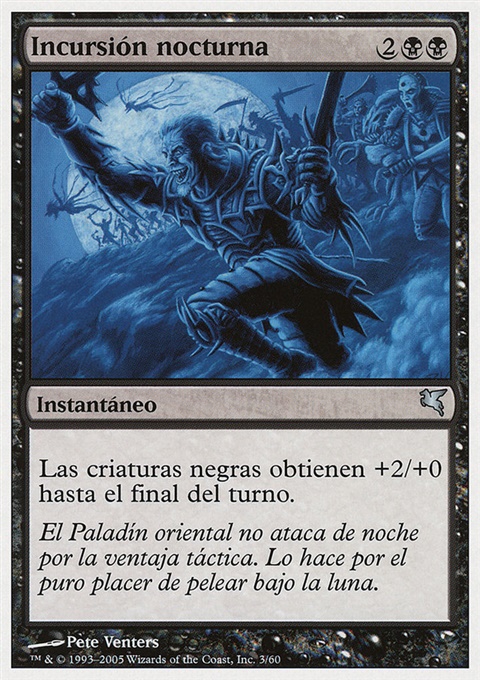 Incursión nocturna 2
Instantáneo
Las criaturas negras obtienen +2/+0
hasta el final del turno.
El Paladín oriental no ataca de noche
por la ventaja táctica. Lo hace por el
puro placer de pelear bajo la luna.
Pete Venters
™ & © 1993–2005 Wizards of the Coast, Inc. 3/60